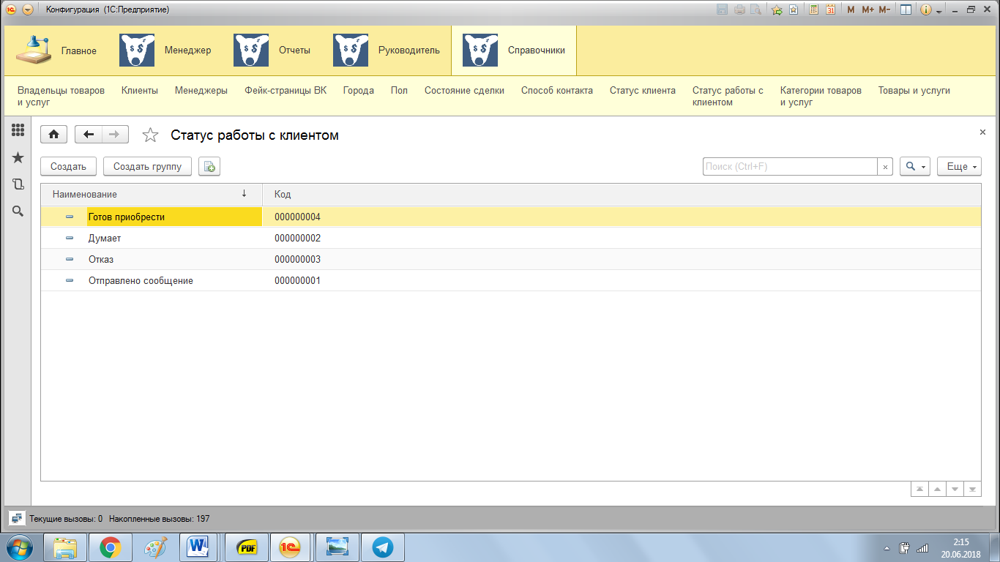 Конфигурация (1С:Предприятие)
31 M M+ M-
Главное Менеджер Отчеты Руководитель Справочники
Владельцы товаров и услуг Клиенты Менеджеры Фейк-страницы ВК Города Пол Состояние сделки Способ контакта Статус клиента Статус работы с клиентом Категории товаров и услуг Товары и услуги
Статус работы с клиентом
Создать Создать группу Поиск (Ctrl+F) Еще
Наименование Код
Готов приобрести 000000004
Думает 000000002
Отказ 000000003
Отправлено сообщение 000000001
Текущие вызовы: 0 Накопленные вызовы: 197
W PDF 1С 2:15
20.06.2018